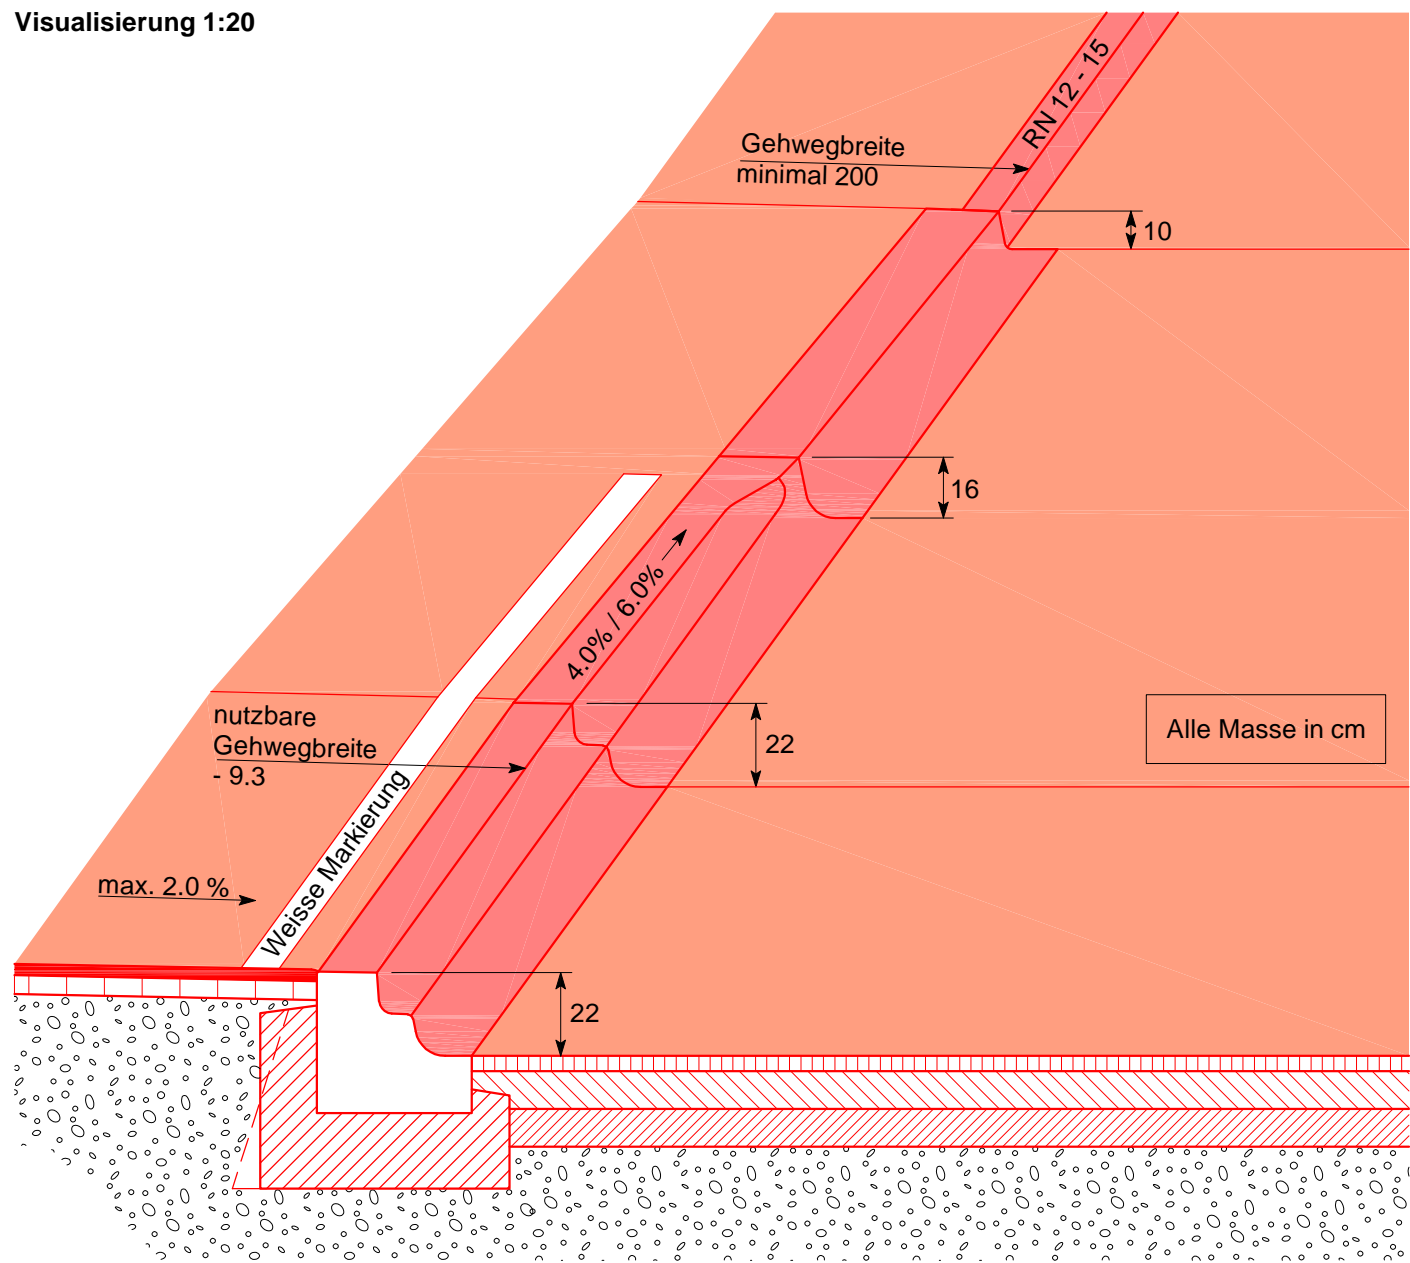 Visualisierung 1:20
RN 12 - 15
Gehwegbreite
minimal 200
10
16
4.0% / 6.0%
nutzbare
Gehwegbreite
- 9.3
22
Alle Masse in cm
Weisse Markierung
max. 2.0 %
22